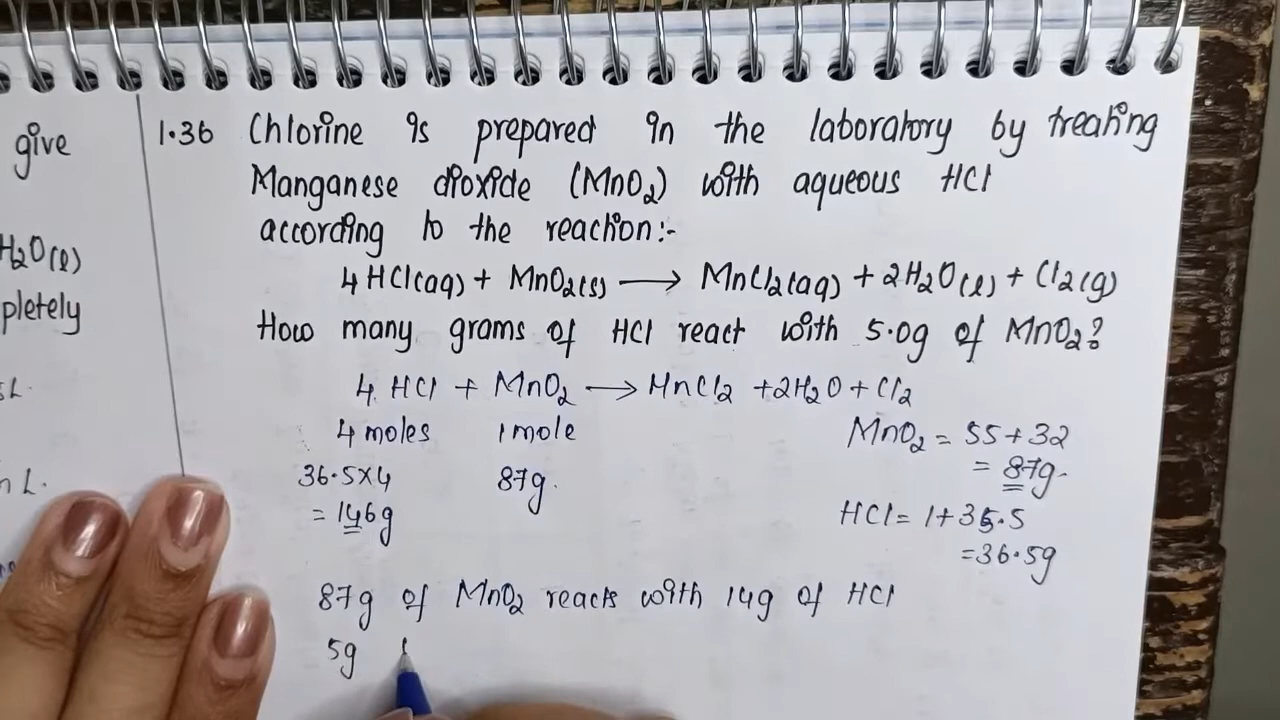 give
H₂O(l)
pletely
L.
n L.
1.36 Chlorine is prepared in the laboratory by treating
Manganese dioxide (MnO₂) with aqueous HCl
according to the reaction:-
4HCl(aq) + MnO₂(s) → MnCl₂(aq) + 2H₂O(l) + Cl₂(g)
How many grams of HCl react with 5.0g of MnO₂?
4 HCl + MnO₂ → MnCl₂ + 2H₂O + Cl₂
4 moles 1 mole
36.5×4 87g.
= 146g
MnO₂ = 55+32
= 87g.
HCl = 1+35.5
=36.5g
87g of MnO₂ reacts with 14g of HCl
5g